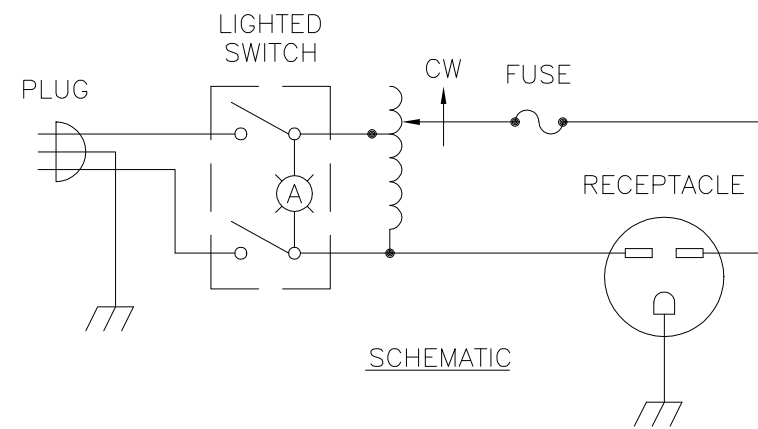 LIGHTED
SWITCH
PLUG
CW
FUSE
A
RECEPTACLE
SCHEMATIC